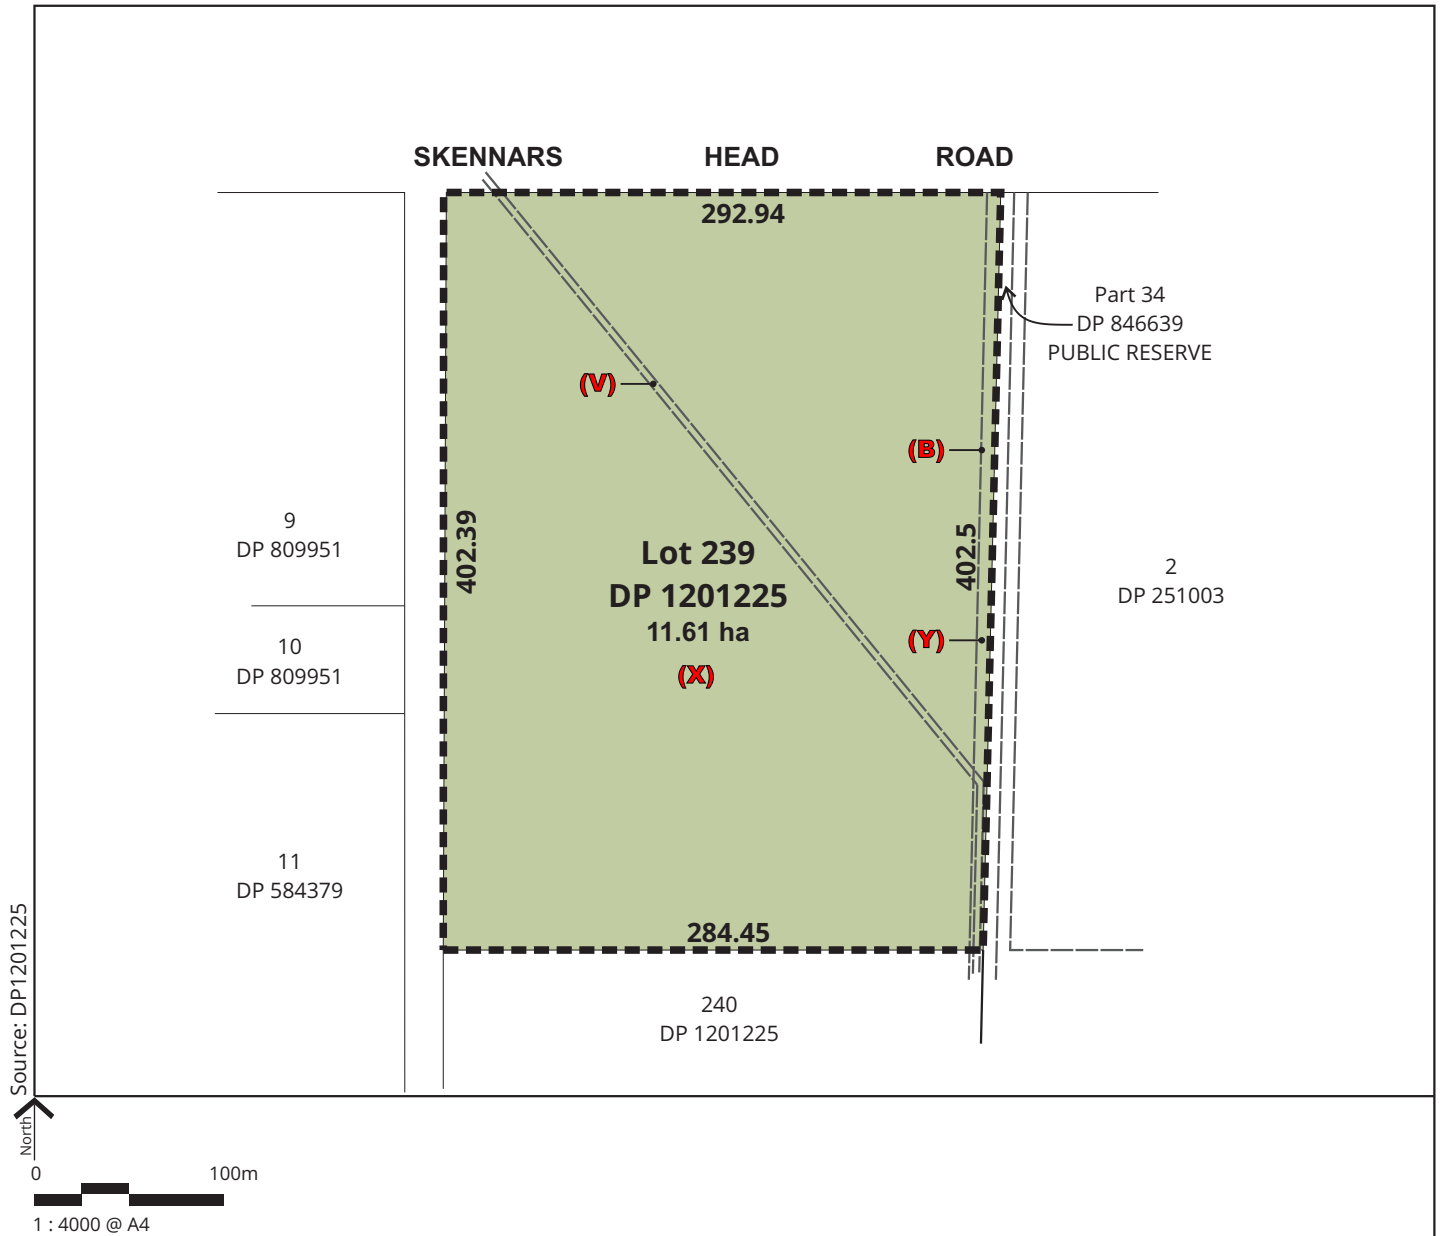 SKENNARS HEAD ROAD
292.94
Part 34
DP 846639
PUBLIC RESERVE
(V)
(B)
402.39
402.5
9
DP 809951
Lot 239
DP 1201225
11.61 ha
(X)
(Y)
2
DP 251003
10
DP 809951
11
DP 584379
284.45
240
DP 1201225
Source: DP1201225
North
0 100m
1 : 4000 @ A4